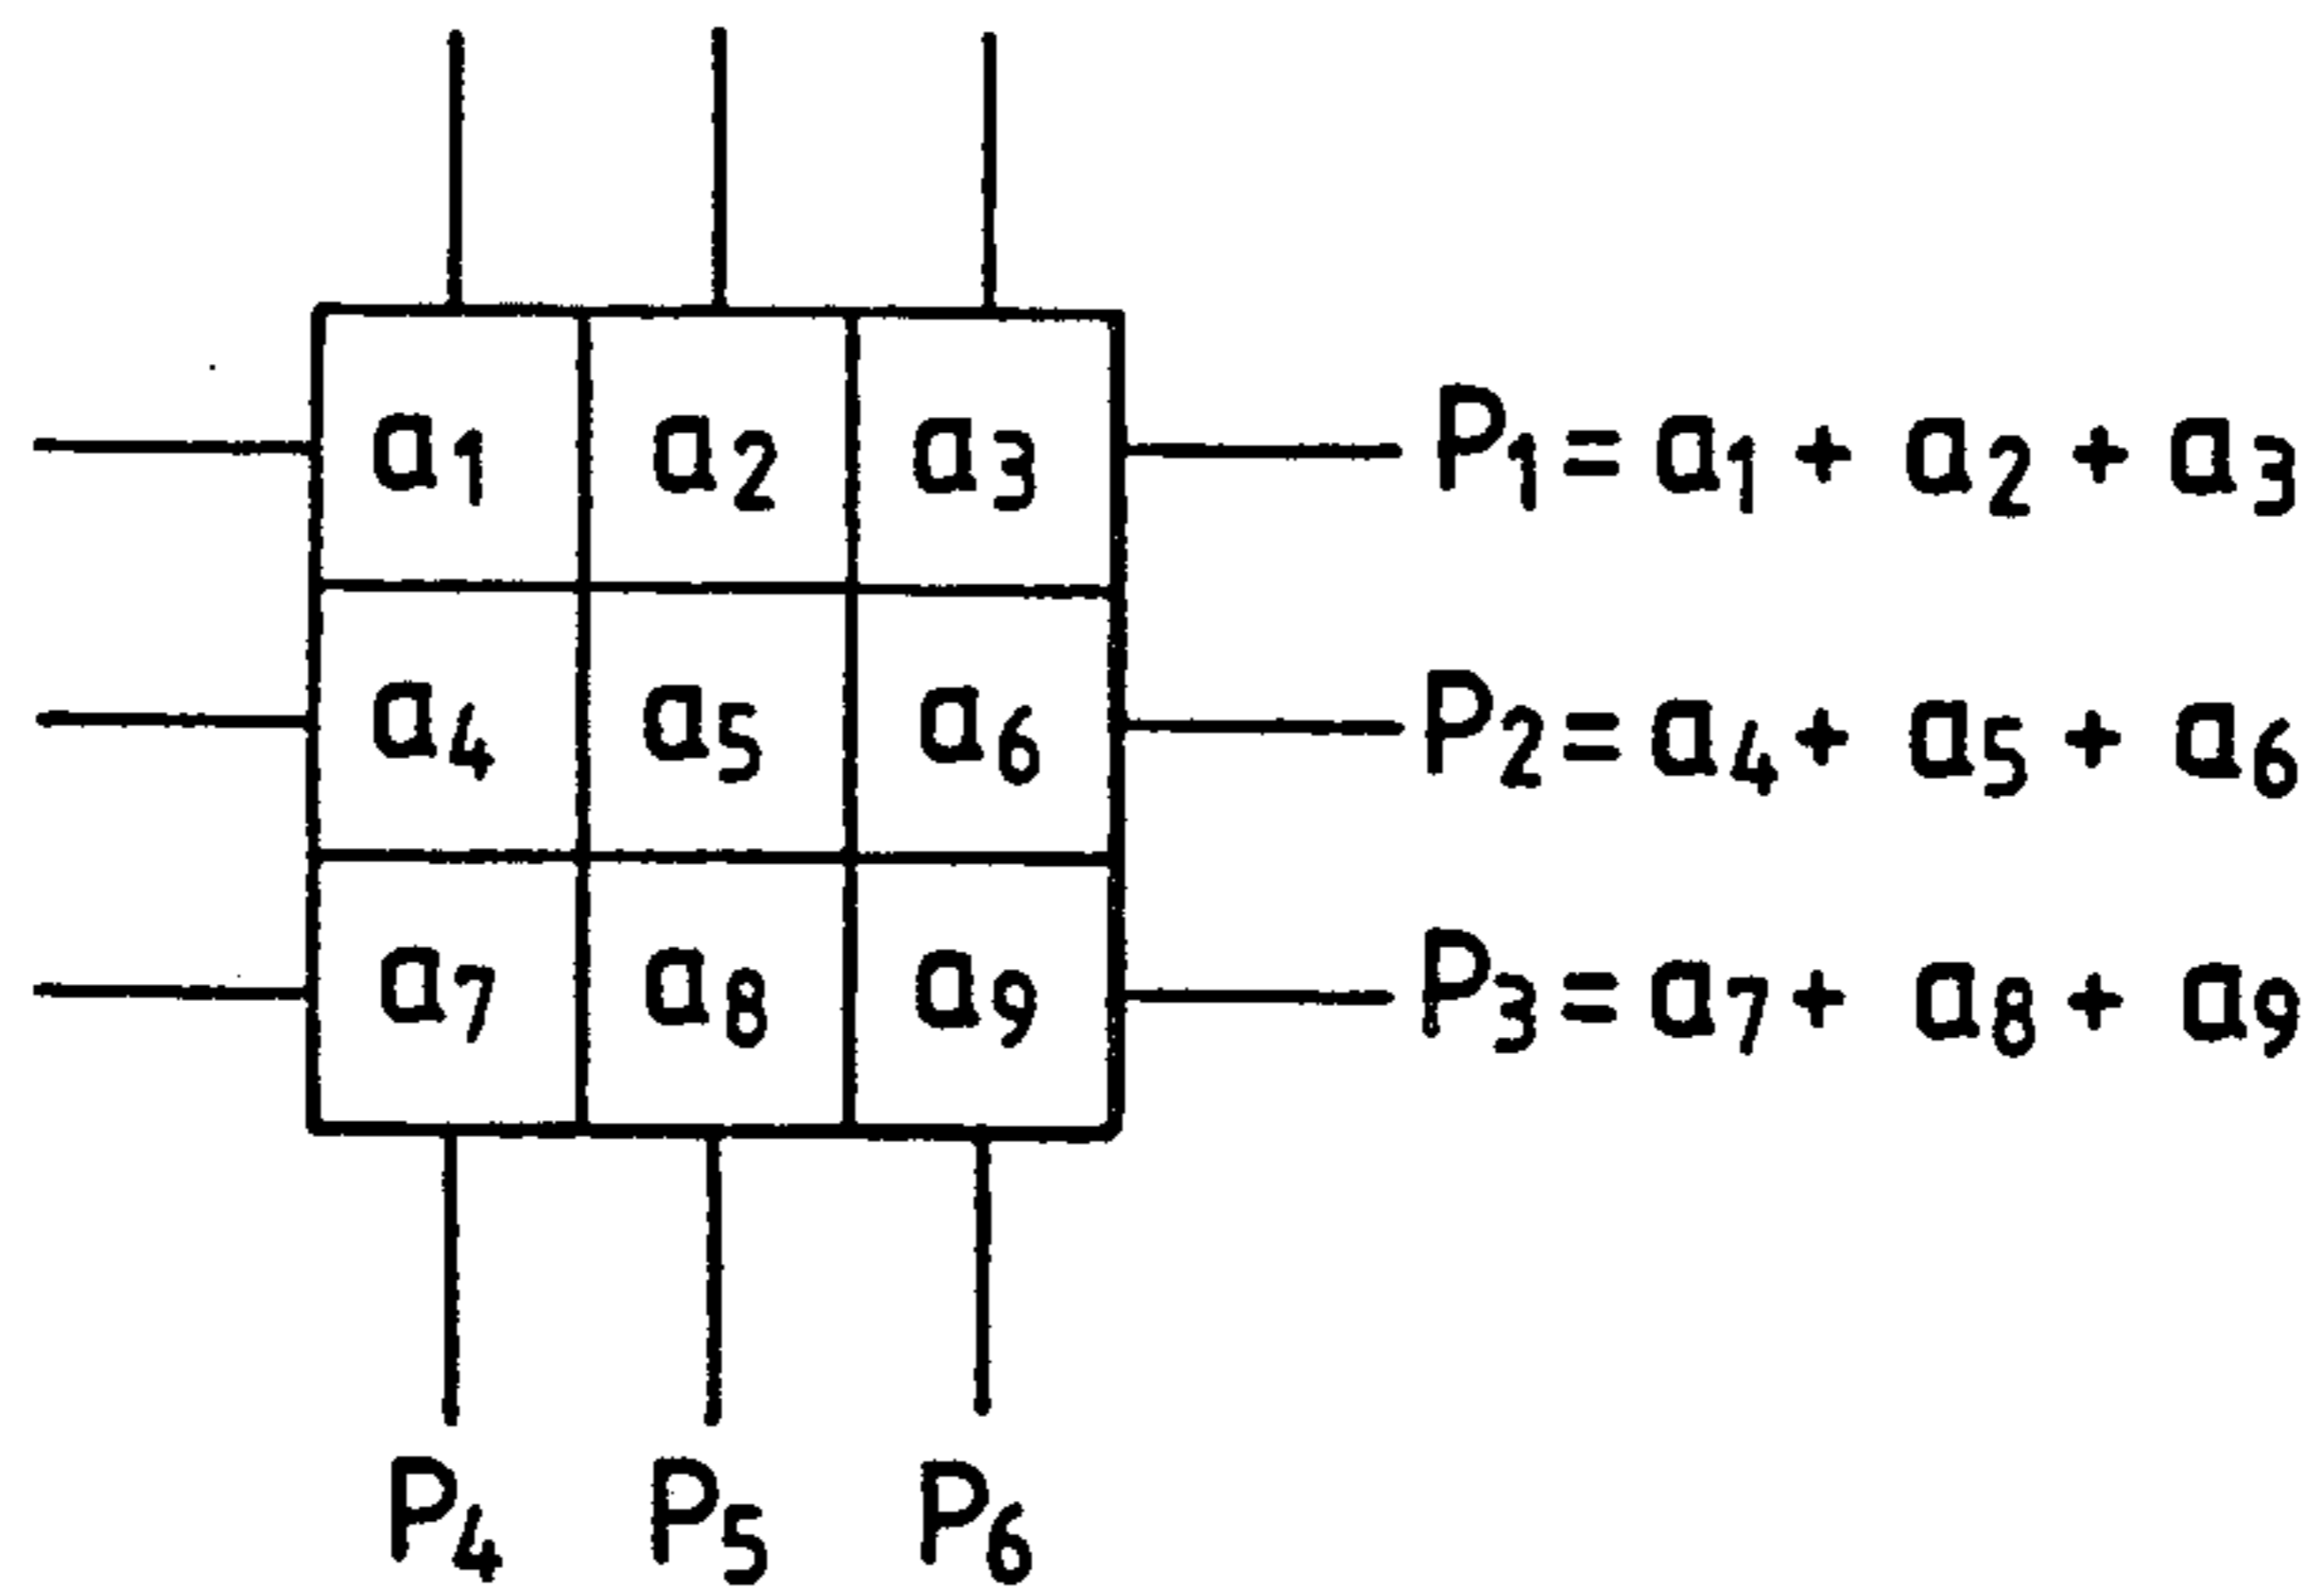 a1 a2 a3 P1 = a1 + a2 + a3
a4 a5 a6 P2 = a4 + a5 + a6
a7 a8 a9 P3 = a7 + a8 + a9
P4 P5 P6